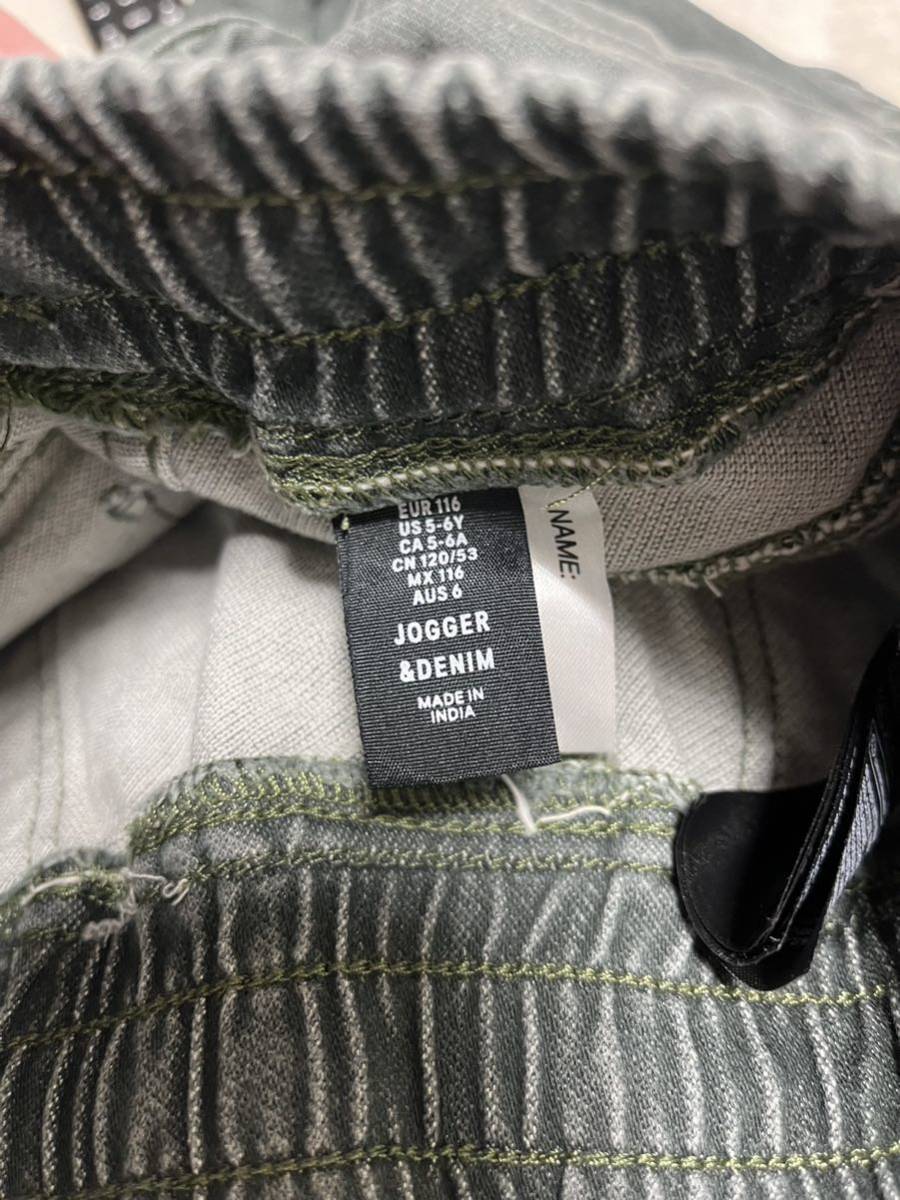 EUR 116
US 5-6Y
CA 5-6A
CN 120/53
MX 116
AUS 6
JOGGER
&DENIM
MADE IN
INDIA
NAME: